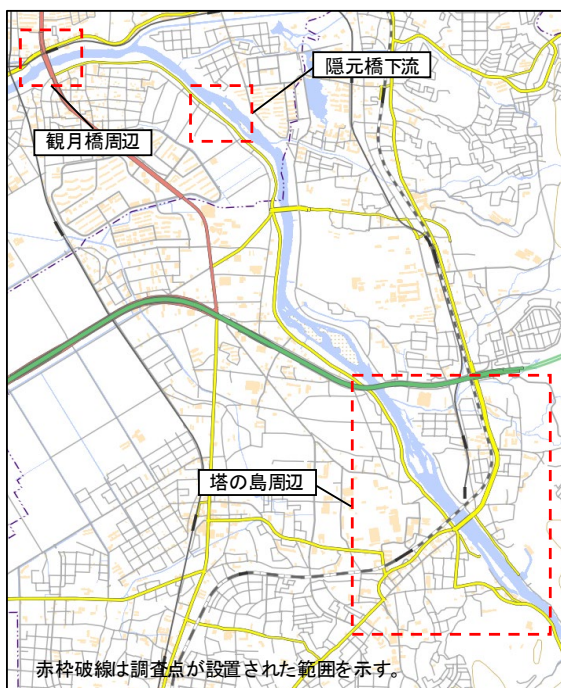 隠元橋下流
観月橋周辺
塔の島周辺
赤枠破線は調査点が設置された範囲を示す。